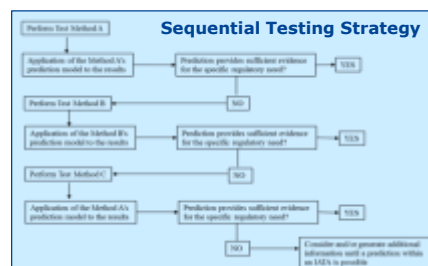 Sequential Testing Strategy
Perform Test Method A
Application of the Method A's
prediction model to the results
Prediction provides sufficient evidence
for the specific regulatory need?
YES
NO
Perform Test Method B
Application of the Method B's
prediction model to the results
Prediction provides sufficient evidence
for the specific regulatory need?
YES
NO
Perform Test Method C
Application of the Method A's
prediction model to the results
Prediction provides sufficient evidence
for the specific regulatory need?
YES
NO
Consider and/or generate additional
information until a prediction within
an IATA is possible